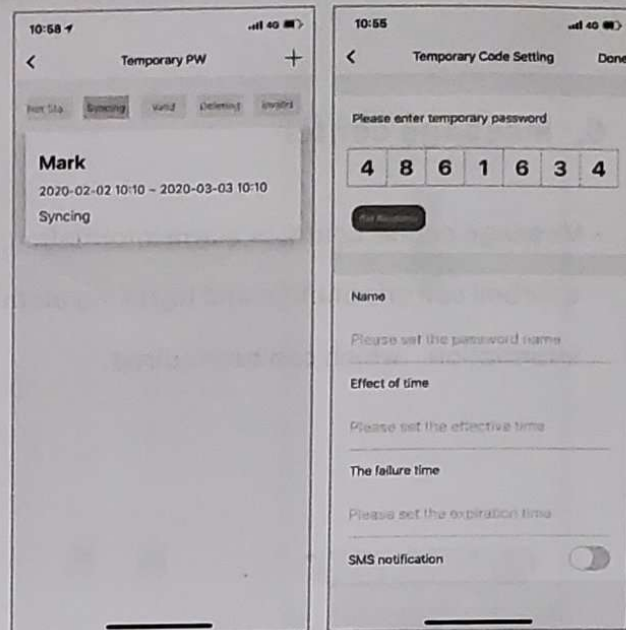 10:58
4G
Temporary PW
Syncing Valid Deleting Invalid
Mark
2020-02-02 10:10 ~ 2020-03-03 10:10
Syncing
10:55
4G
Temporary Code Setting Done
Please enter temporary password
4 8 6 1 6 3 4
Name
Please set the password name
Effect of time
Please set the effective time
The failure time
Please set the expiration time
SMS notification